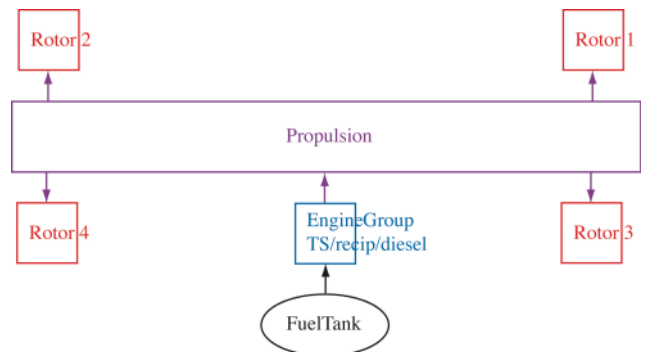 Rotor 2
Rotor 1
Propulsion
Rotor 4
EngineGroup
TS/recip/diesel
Rotor 3
FuelTank